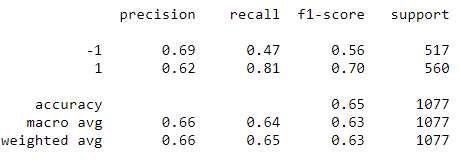 precision recall f1-score support
-1 0.69 0.47 0.56 517
1 0.62 0.81 0.70 560
accuracy 0.65 1077
macro avg 0.66 0.64 0.63 1077
weighted avg 0.66 0.65 0.63 1077